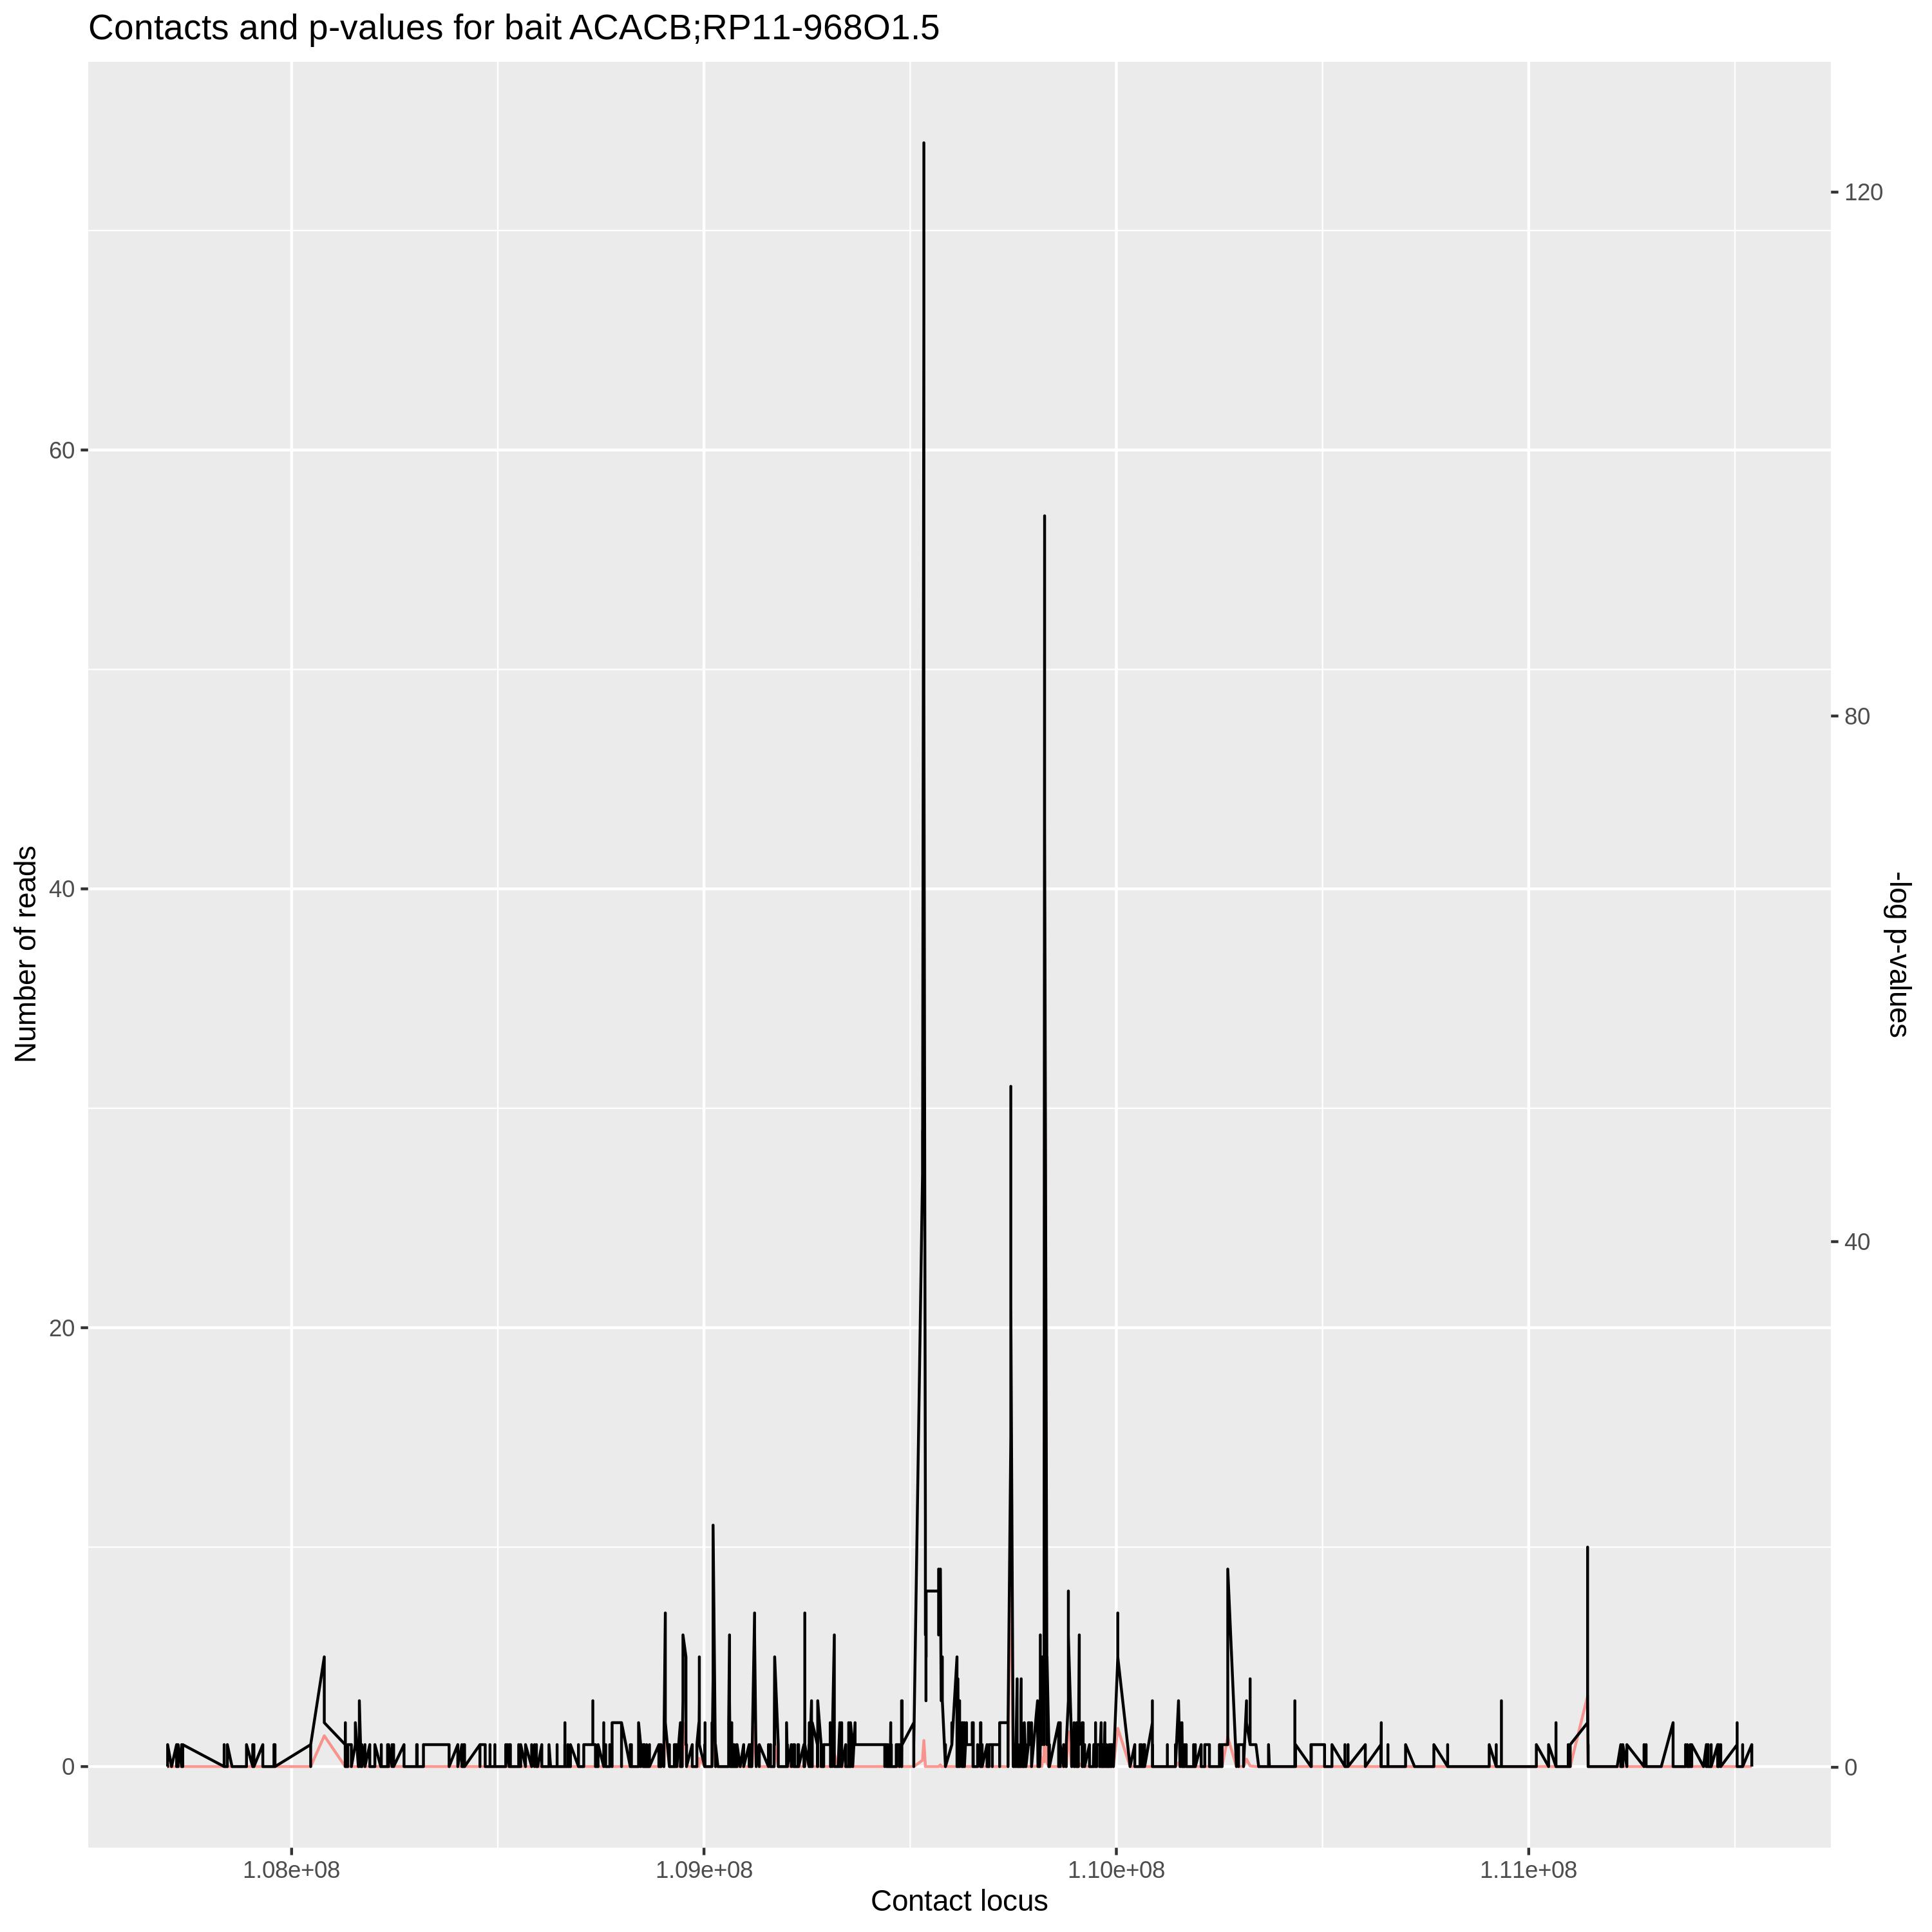 Contacts and p-values for bait ACACB;RP11-968O1.5
120
60
80
40
40
20
0
0
Number of reads
-log p-values
1.08e+08
1.09e+08
1.10e+08
1.11e+08
Contact locus